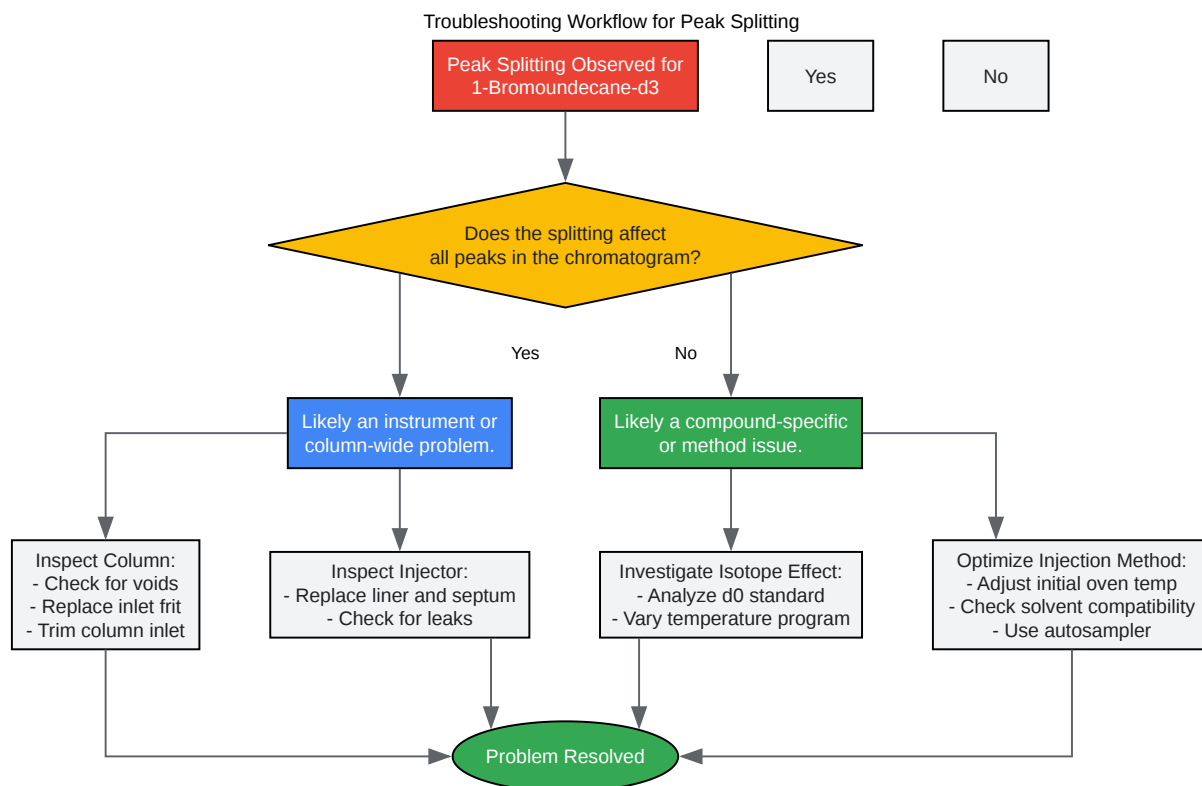 Troubleshooting Workflow for Peak Splitting
Peak Splitting Observed for
1-Bromoundecane-d3
Yes
No
Does the splitting affect
all peaks in the chromatogram?
Yes
No
Likely an instrument or
column-wide problem.
Likely a compound-specific
or method issue.
Inspect Column:
- Check for voids
- Replace inlet frit
- Trim column inlet
Inspect Injector:
- Replace liner and septum
- Check for leaks
Investigate Isotope Effect:
- Analyze d0 standard
- Vary temperature program
Optimize Injection Method:
- Adjust initial oven temp
- Check solvent compatibility
- Use autosampler
Problem Resolved